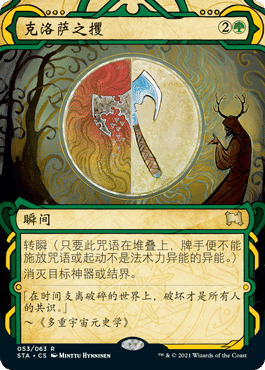 克洛萨之攫 2
瞬间
转瞬（只要此咒语在堆叠上，牌手便不能
施放咒语或起动不是法术力异能的异能。）
消灭目标神器或结界。
「在时间支离破碎的世界上，破坏才是所有人
的共识。」
～《多重宇宙元史学》
053/063 R
STA • CS MINTTU HYNNINEN
™ & © 2021 Wizards of the Coast